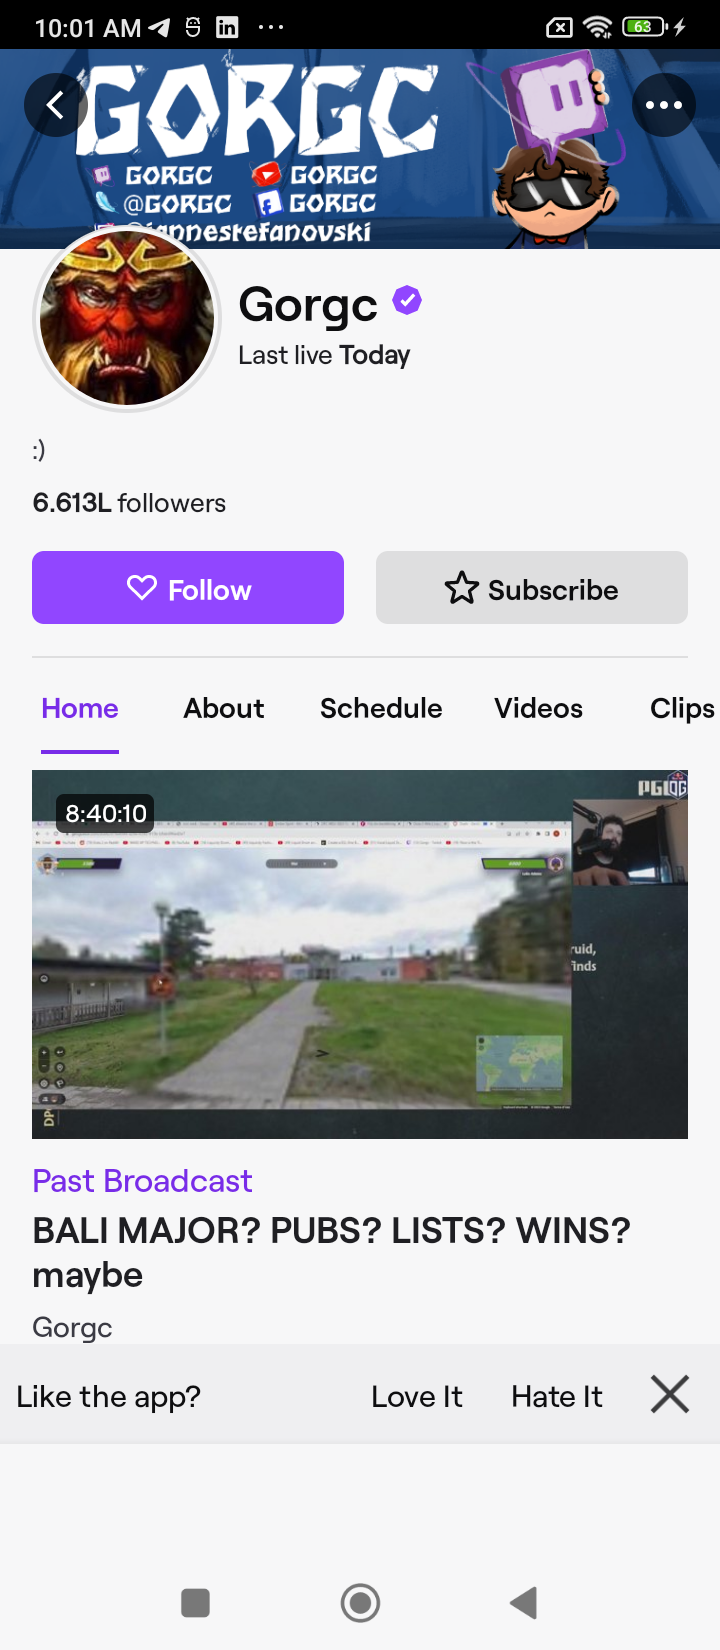 10:01 AM
63
GORGC
GORGC
GORGC
@GORGC
GORGC
@jannestefanovski
Gorgc
Last live Today
:)
6.613L followers
Follow
Subscribe
Home
About
Schedule
Videos
Clips
8:40:10
PGL
ruid,
finds
DP
Past Broadcast
BALI MAJOR? PUBS? LISTS? WINS?
maybe
Gorgc
Like the app?
Love It
Hate It